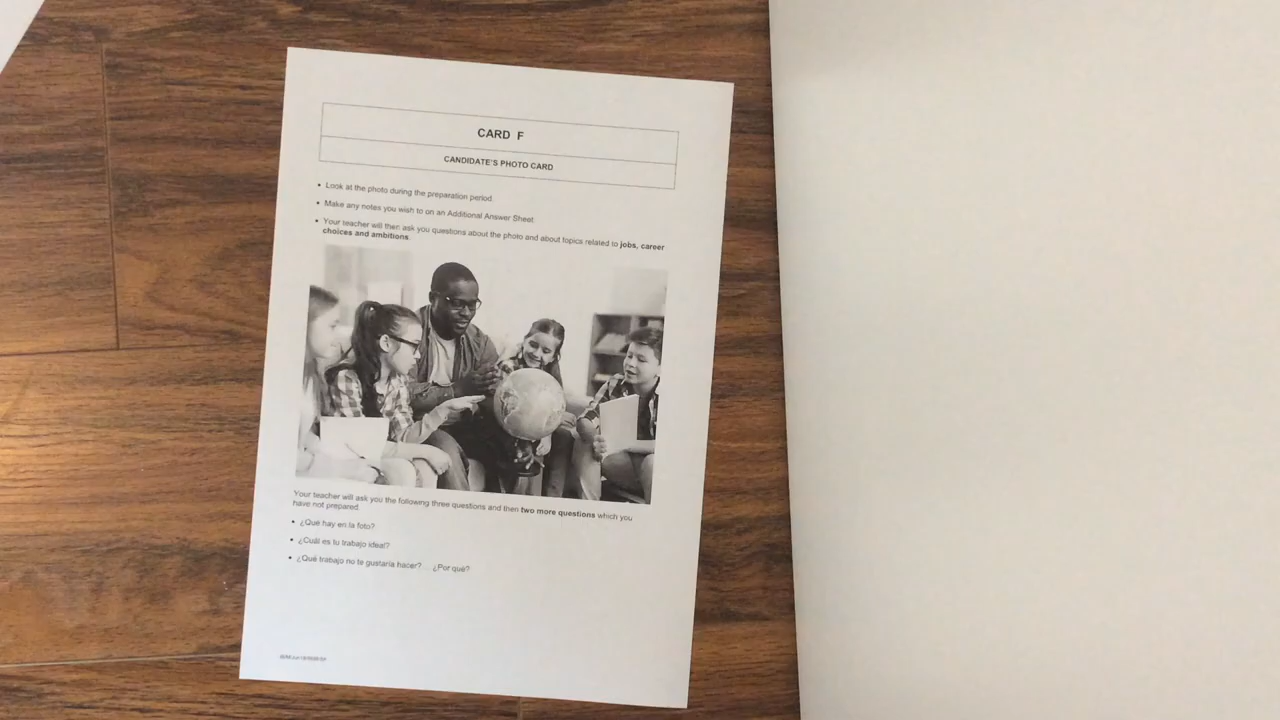 CARD F
CANDIDATE'S PHOTO CARD
• Look at the photo during the preparation period.
• Make any notes you wish to on an Additional Answer Sheet.
• Your teacher will then ask you questions about the photo and about topics related to jobs, career
choices and ambitions.
Your teacher will ask you the following three questions and then two more questions which you
have not prepared.
• ¿Qué hay en la foto?
• ¿Cuál es tu trabajo ideal?
• ¿Qué trabajo no te gustaría hacer? ... ¿Por qué?